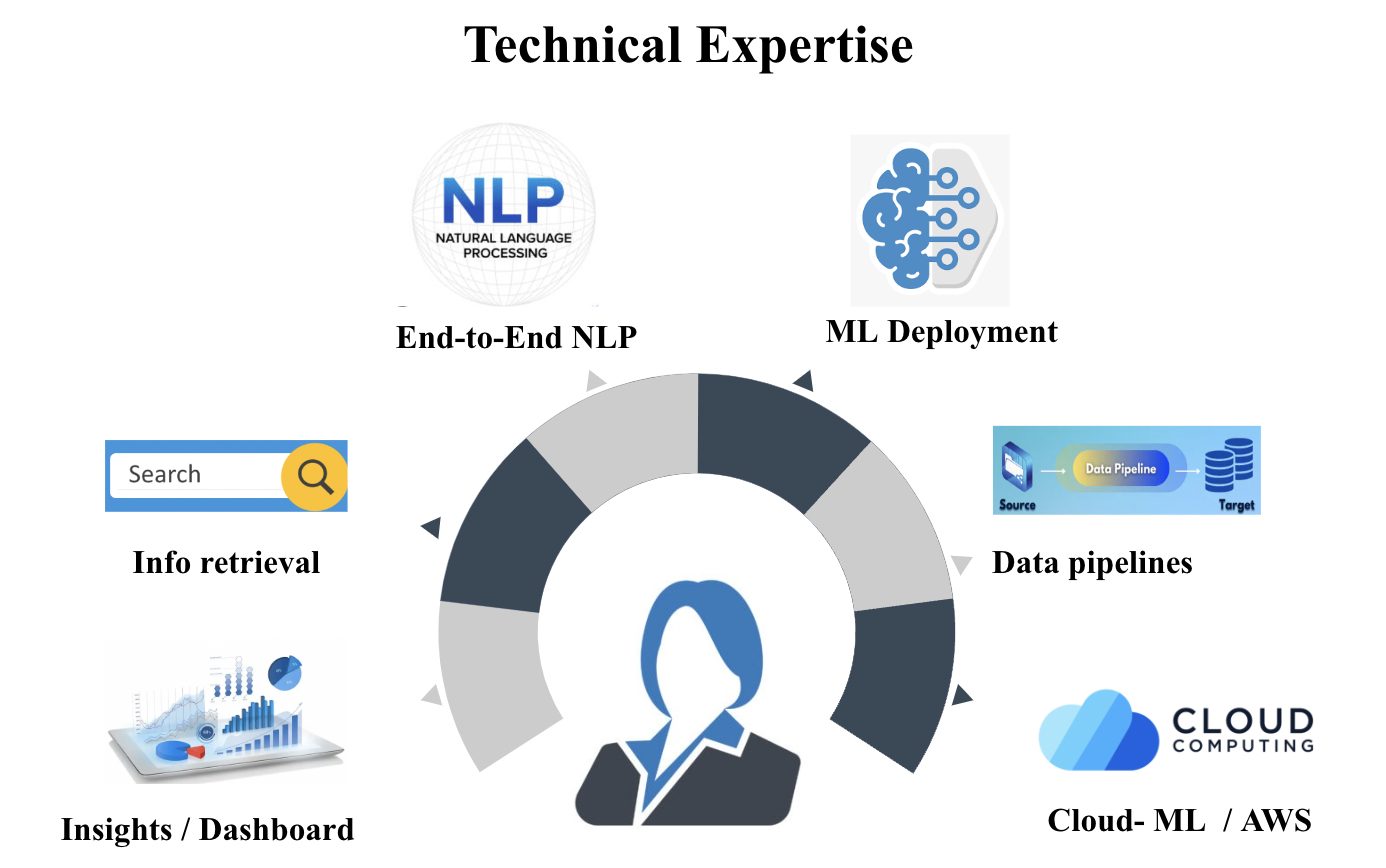 Technical Expertise
NLP
NATURAL LANGUAGE
PROCESSING
End-to-End NLP
ML Deployment
Search
Info retrieval
Data Pipeline
Source
Target
Data pipelines
Insights / Dashboard
CLOUD
COMPUTING
Cloud- ML / AWS